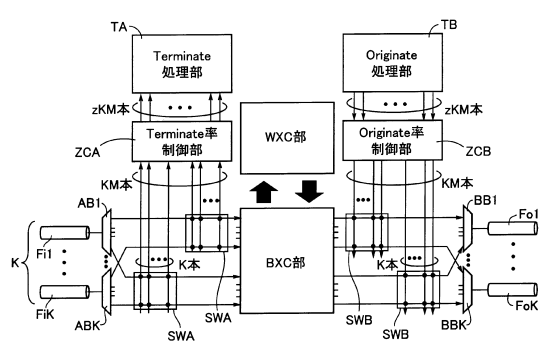 TA
TB
Terminate
処理部
Originate
処理部
zKM本
zKM本
WXC部
Terminate率
制御部
Originate率
制御部
ZCA
ZCB
KM本
KM本
AB1
BB1
Fo1
K
Fi1
BXC部
K本
K本
FiK
ABK
SWA
SWA
SWB
SWB
BBK
FoK